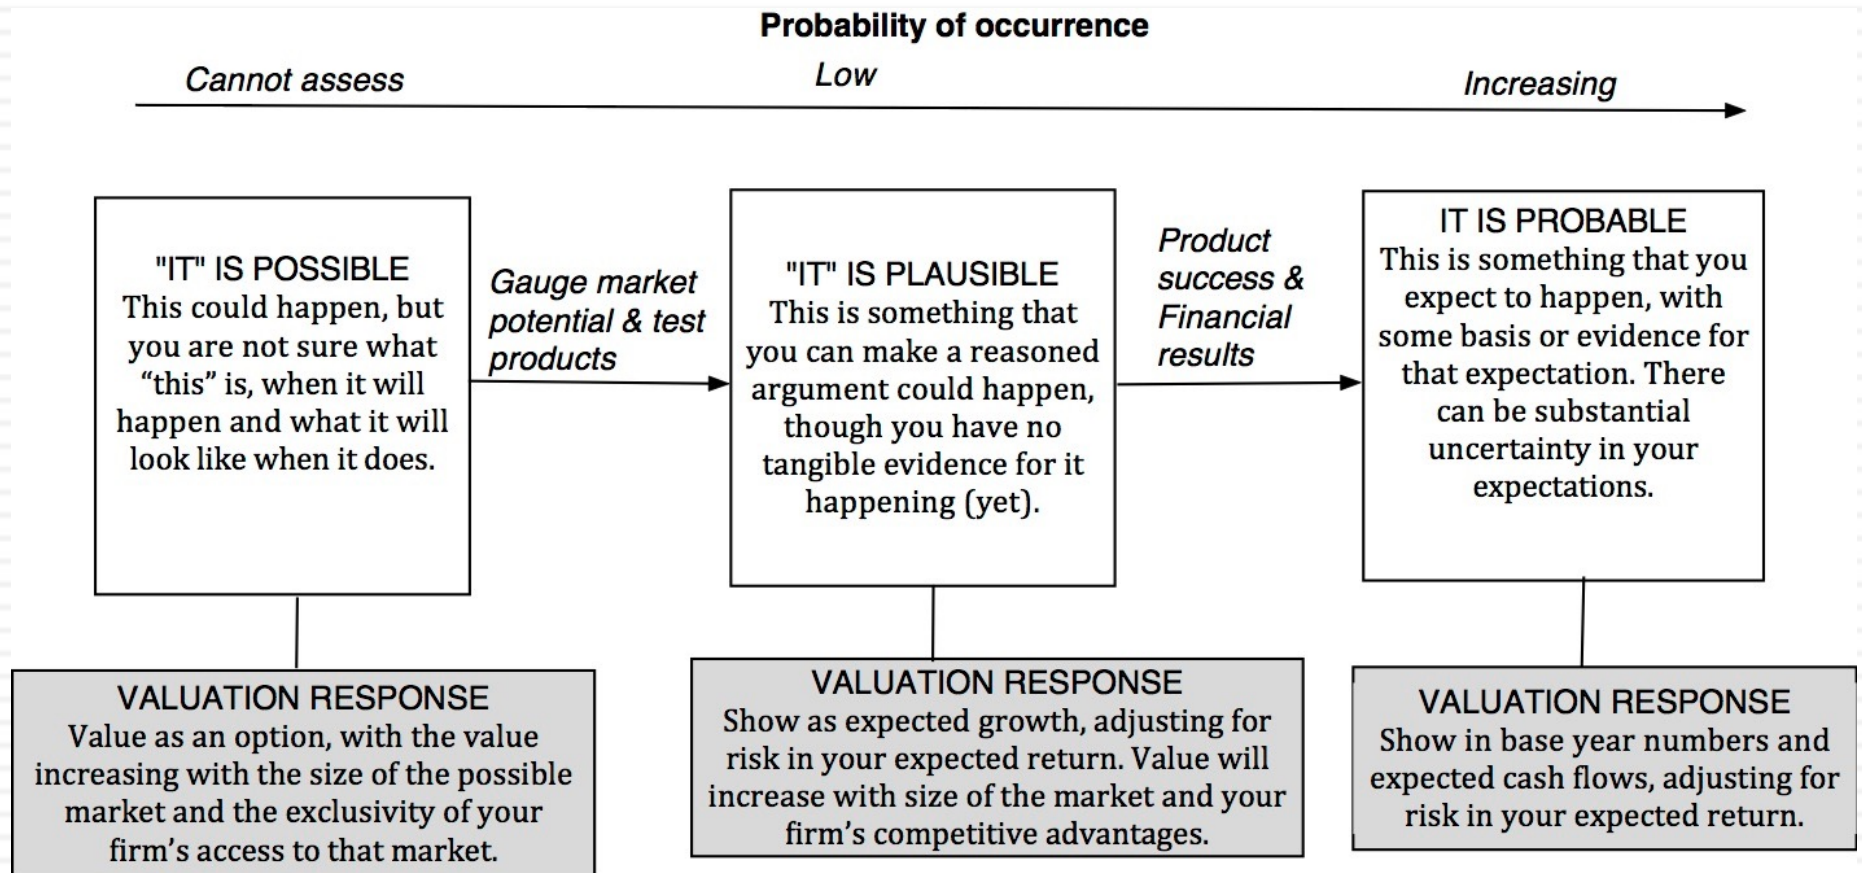 Probability of occurrence
Cannot assess
Low
Increasing
"IT" IS POSSIBLE
This could happen, but
you are not sure what
“this” is, when it will
happen and what it will
look like when it does.
Gauge market
potential & test
products
"IT" IS PLAUSIBLE
This is something that
you can make a reasoned
argument could happen,
though you have no
tangible evidence for it
happening (yet).
Product
success &
Financial
results
IT IS PROBABLE
This is something that you
expect to happen, with
some basis or evidence for
that expectation. There
can be substantial
uncertainty in your
expectations.
VALUATION RESPONSE
Value as an option, with the value
increasing with the size of the possible
market and the exclusivity of your
firm’s access to that market.
VALUATION RESPONSE
Show as expected growth, adjusting for
risk in your expected return. Value will
increase with size of the market and your
firm’s competitive advantages.
VALUATION RESPONSE
Show in base year numbers and
expected cash flows, adjusting for
risk in your expected return.